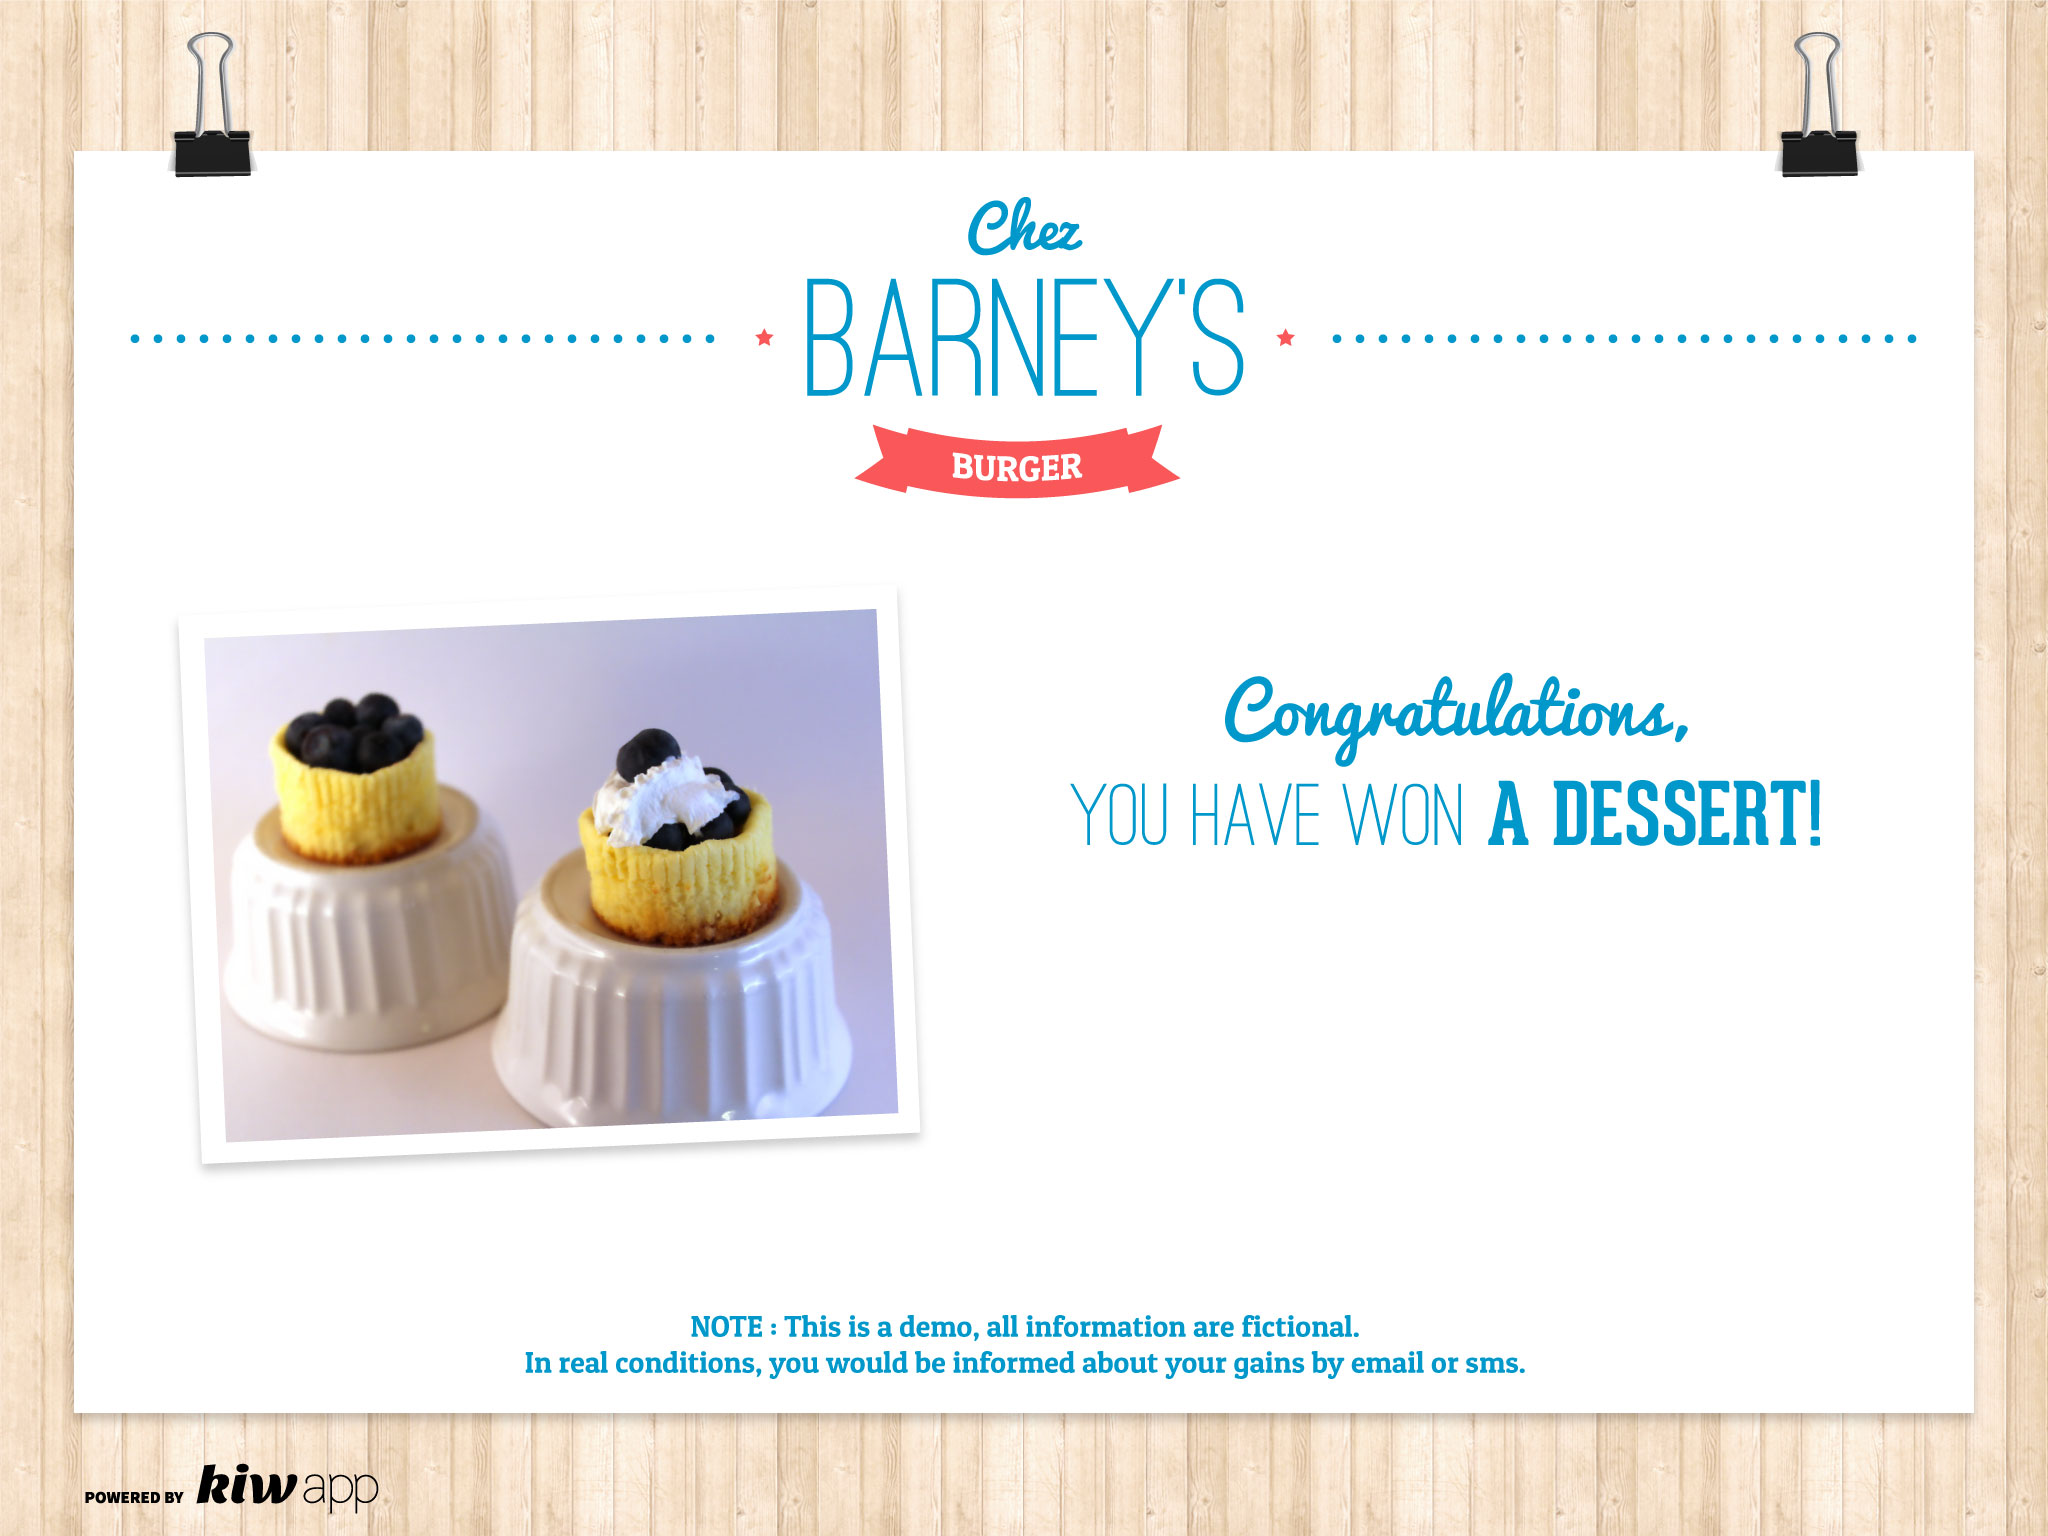 Chez
BARNEY'S
BURGER
Congratulations,
YOU HAVE WON A DESSERT!
NOTE : This is a demo, all information are fictional.
In real conditions, you would be informed about your gains by email or sms.
POWERED BY kiwapp